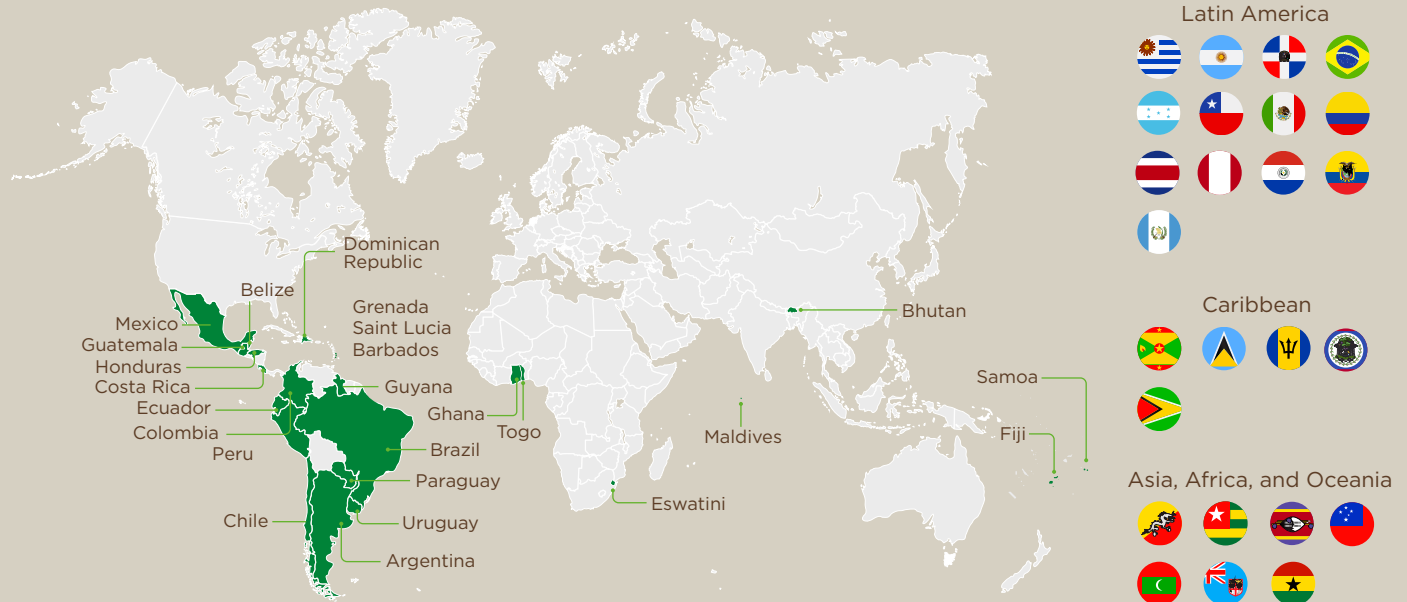 Latin America
Dominican
Republic
Belize
Grenada
Saint Lucia
Barbados
Mexico
Guatemala
Honduras
Costa Rica
Ecuador
Colombia
Peru
Chile
Guyana
Brazil
Paraguay
Uruguay
Argentina
Ghana
Togo
Eswatini
Maldives
Bhutan
Samoa
Fiji
Caribbean
Asia, Africa, and Oceania